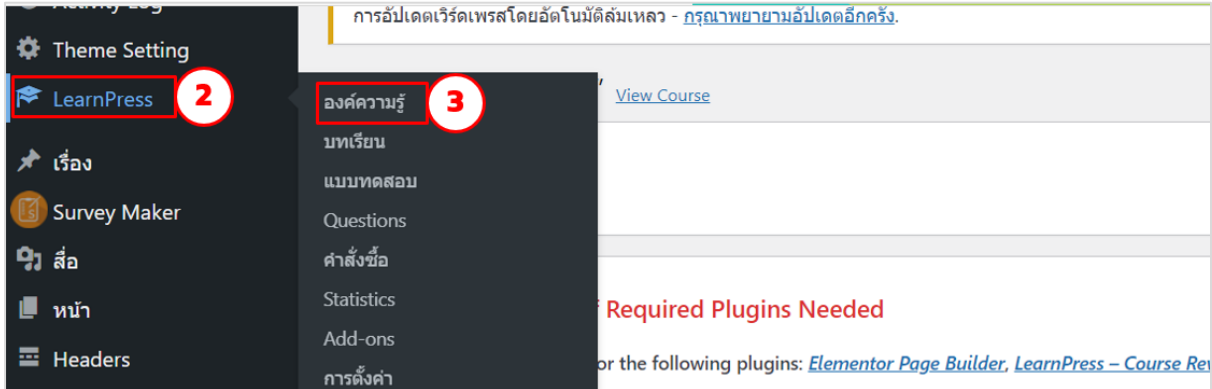 Activity Log
การอัปเดตเวิร์ดเพรสโดยอัตโนมัติล้มเหลว - กรุณาพยายามอัปเดตอีกครั้ง.
Theme Setting
LearnPress
2
องค์ความรู้
3
View Course
บทเรียน
แบบทดสอบ
Questions
คำสั่งซื้อ
Statistics
Add-ons
การตั้งค่า
เรื่อง
Survey Maker
สื่อ
หน้า
Headers
Required Plugins Needed
or the following plugins: Elementor Page Builder, LearnPress – Course